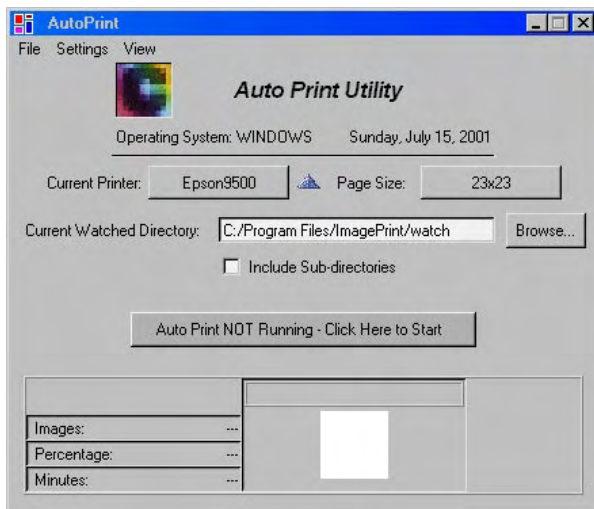 AutoPrint
File Settings View
Auto Print Utility
Operating System: WINDOWS Sunday, July 15, 2001
Current Printer: Epson9500 Page Size: 23x23
Current Watched Directory: C:/Program Files/ImagePrint/watch Browse...
Include Sub-directories
Auto Print NOT Running - Click Here to Start
Images: ---
Percentage: ---
Minutes: ---